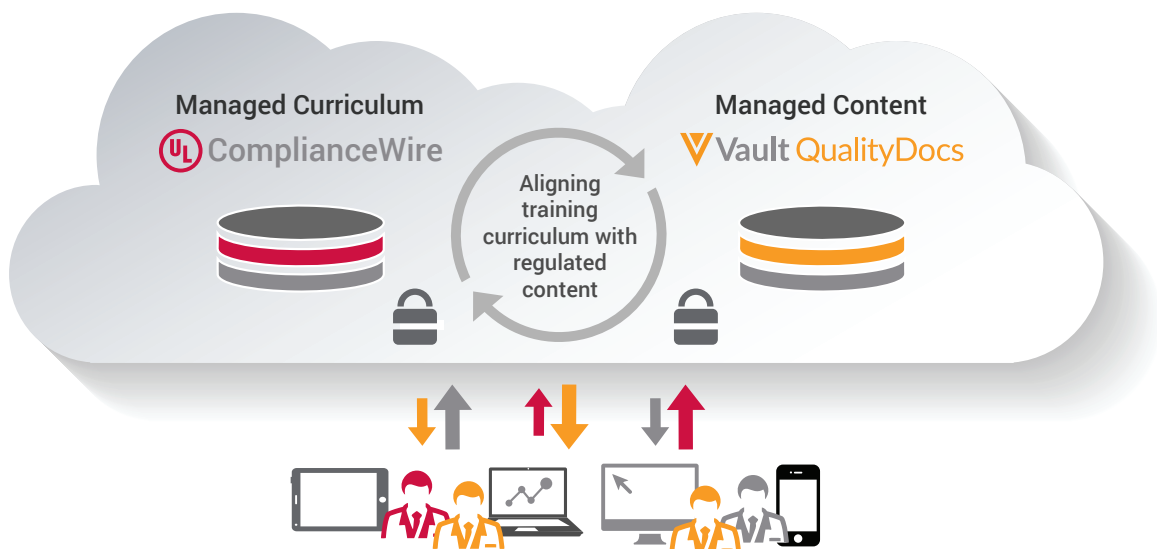 Managed Curriculum
UL ComplianceWire
Managed Content
Vault QualityDocs
Aligning
training
curriculum with
regulated
content